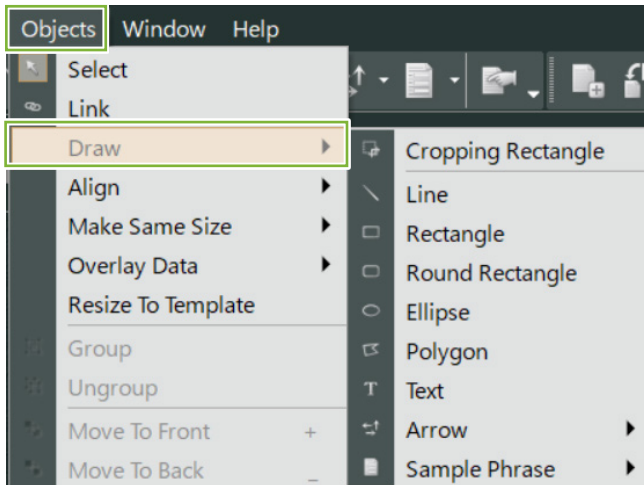 Objects Window Help
Select
Link
Draw
Align
Make Same Size
Overlay Data
Resize To Template
Group
Ungroup
Move To Front +
Move To Back _
Cropping Rectangle
Line
Rectangle
Round Rectangle
Ellipse
Polygon
T Text
Arrow
Sample Phrase